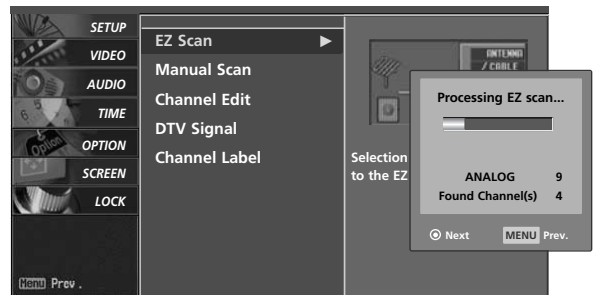 SETUP
VIDEO
AUDIO
TIME
OPTION
SCREEN
LOCK
Menu Prev.
EZ Scan ►
Manual Scan
Channel Edit
DTV Signal
Channel Label
ANTENNA
/ CABLE
Selection
to the EZ
Processing EZ scan...
ANALOG 9
Found Channel(s) 4
Next MENU Prev.
Option